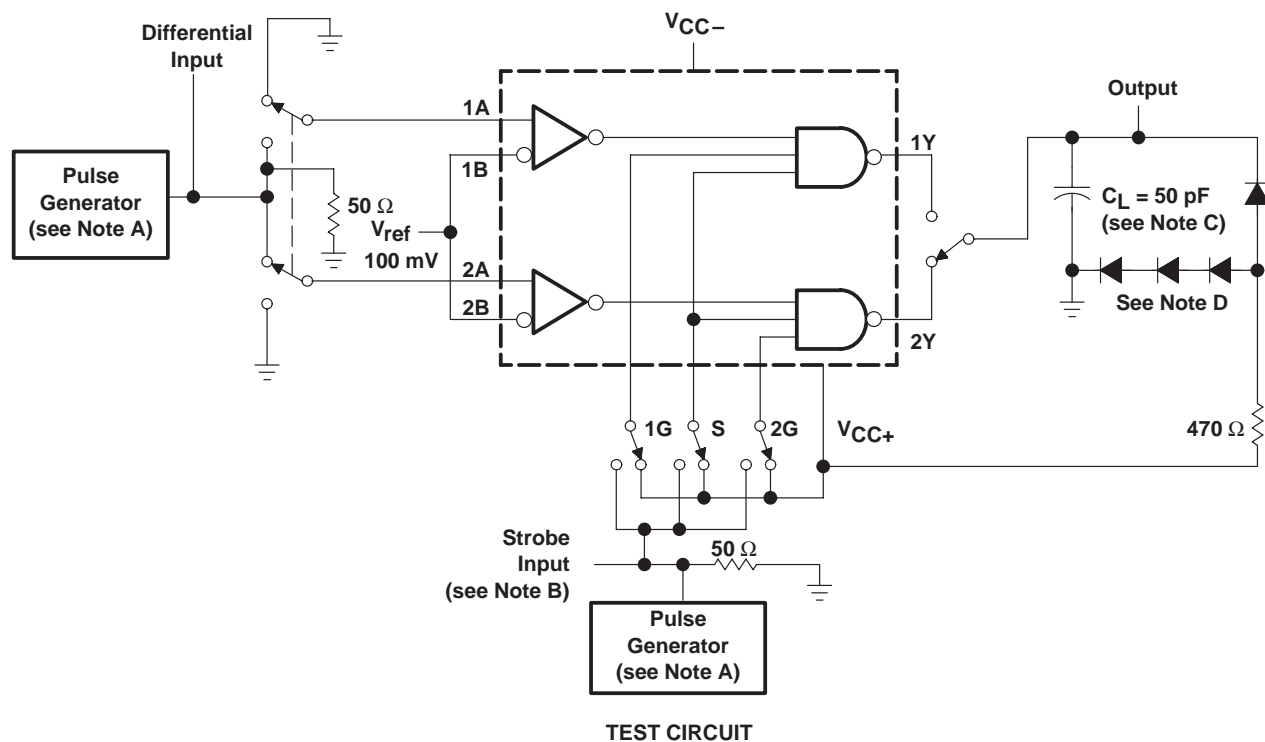 Differential
Input
VCC−
Output
1A
1B
1Y
Pulse
Generator
(see Note A)
50 Ω
Vref
100 mV
CL = 50 pF
(see Note C)
2A
2B
See Note D
2Y
1G
S
2G
VCC+
470 Ω
Strobe
Input
(see Note B)
50 Ω
Pulse
Generator
(see Note A)
TEST CIRCUIT